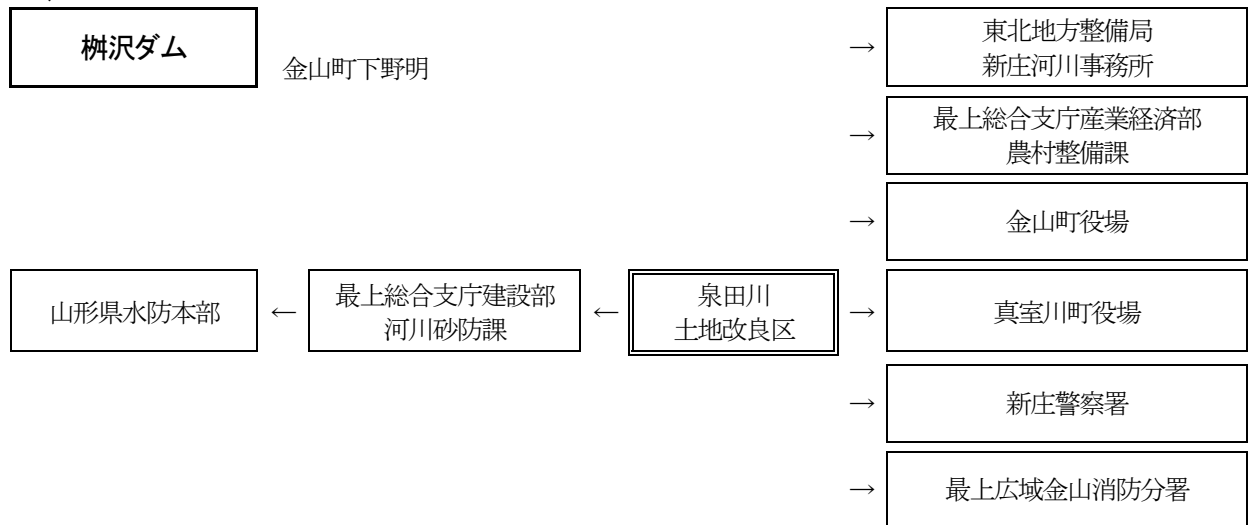 桝沢ダム
金山町下野明
→
東北地方整備局
新庄河川事務所
→
最上総合支庁産業経済部
農村整備課
→
金山町役場
山形県水防本部
←
最上総合支庁建設部
河川砂防課
←
泉田川
土地改良区
→
真室川町役場
→
新庄警察署
→
最上広域金山消防分署